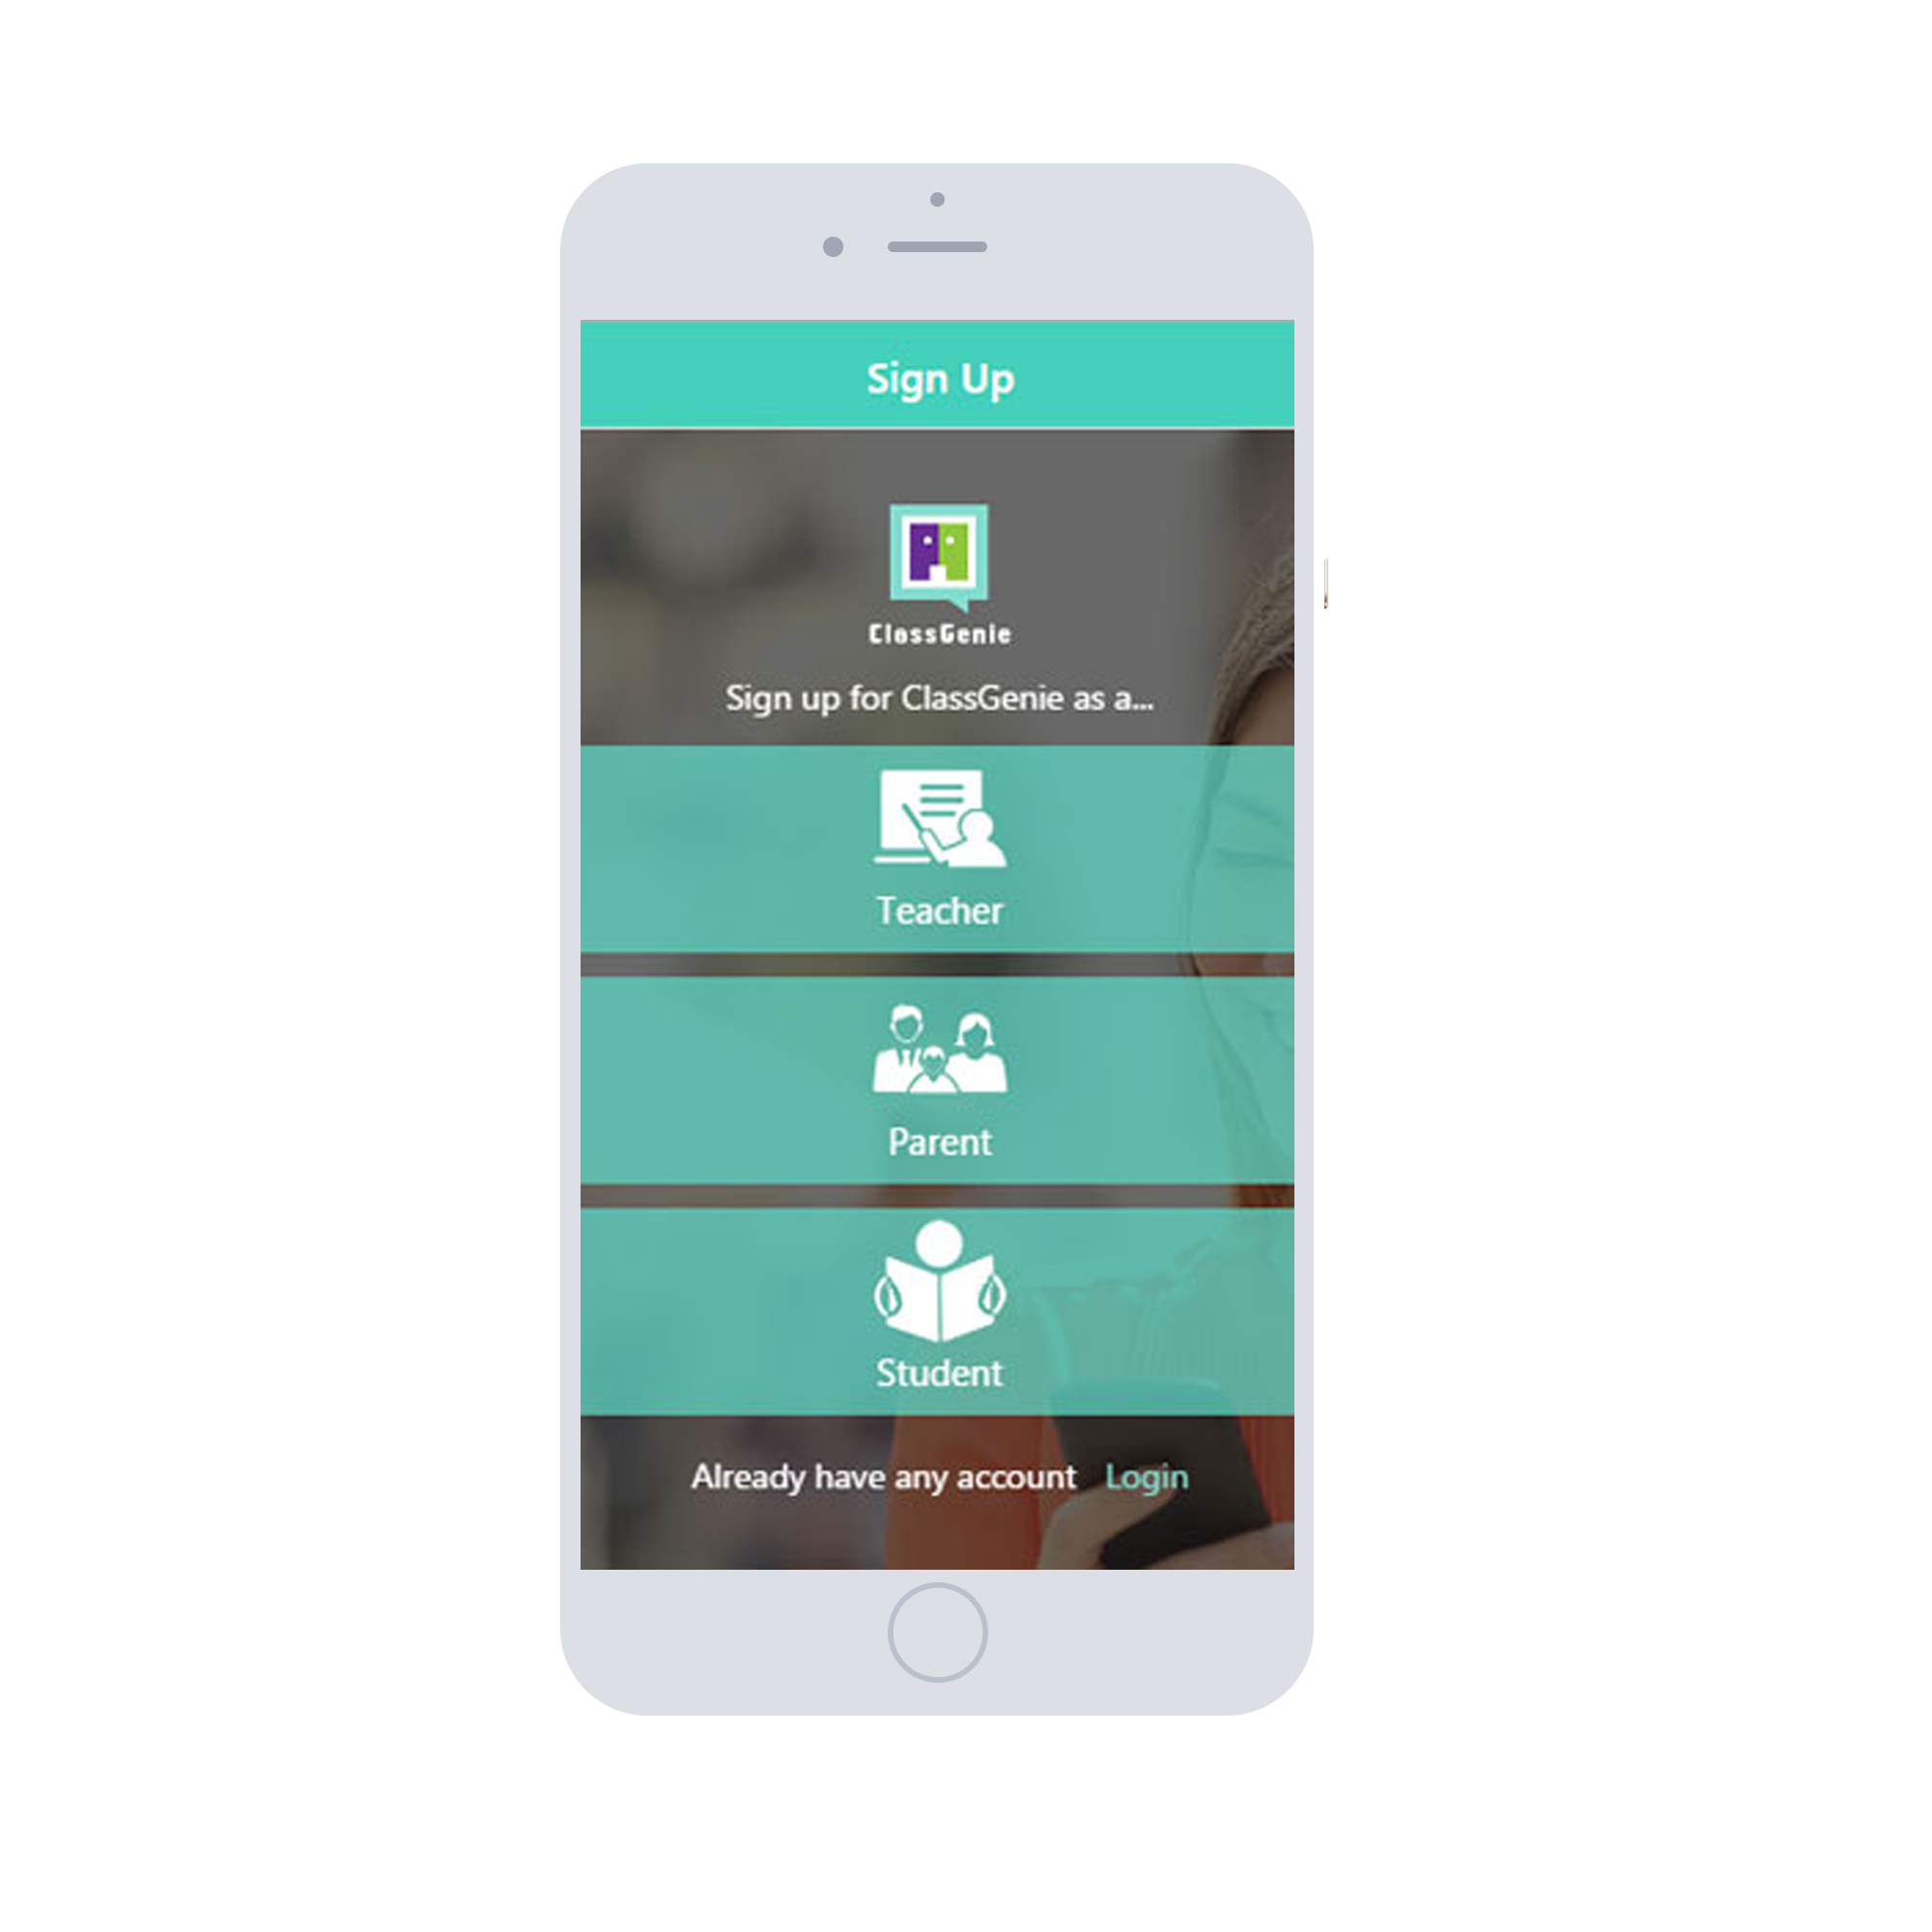 Sign Up
ClassGenie
Sign up for ClassGenie as a...
Teacher
Parent
Student
Already have any account Login